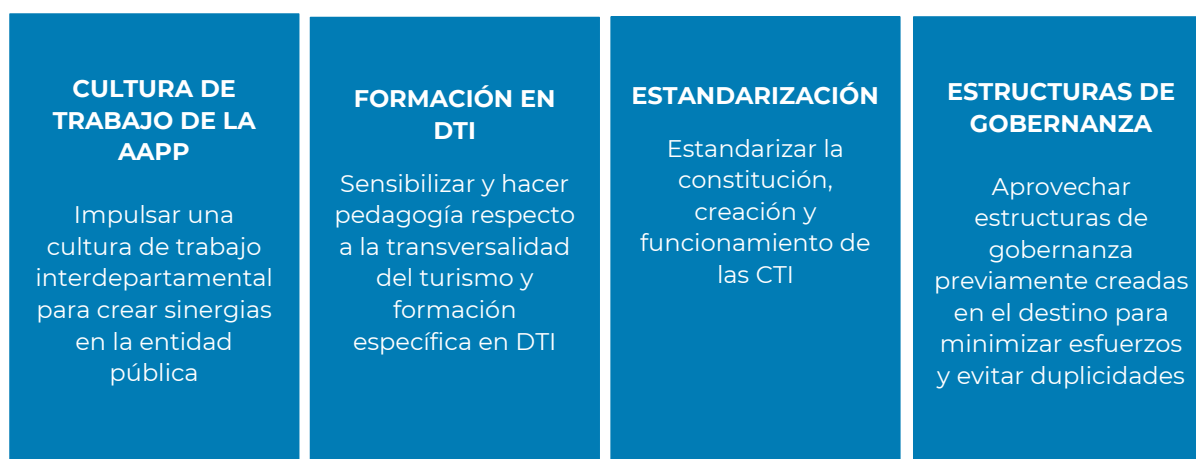 CULTURA DE
TRABAJO DE LA
AAPP
Impulsar una
cultura de trabajo
interdepartamental
para crear sinergias
en la entidad
pública
FORMACIÓN EN
DTI
Sensibilizar y hacer
pedagogía respecto
a la transversalidad
del turismo y
formación
específica en DTI
ESTANDARIZACIÓN
Estandarizar la
constitución,
creación y
funcionamiento de
las CTI
ESTRUCTURAS DE
GOBERNANZA
Aprovechar
estructuras de
gobernanza
previamente creadas
en el destino para
minimizar esfuerzos
y evitar duplicidades